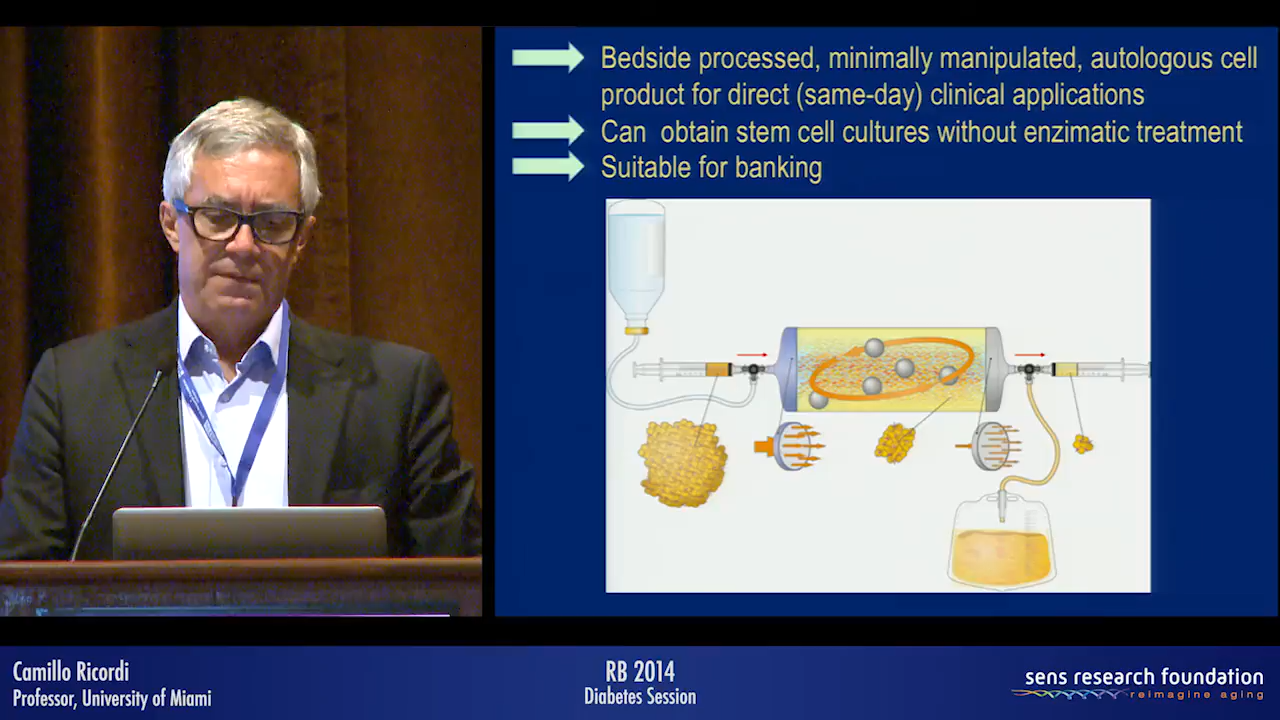 Bedside processed, minimally manipulated, autologous cell
product for direct (same-day) clinical applications
Can obtain stem cell cultures without enzimatic treatment
Suitable for banking
Camillo Ricordi
Professor, University of Miami
RB 2014
Diabetes Session
sens research foundation
reimagine aging